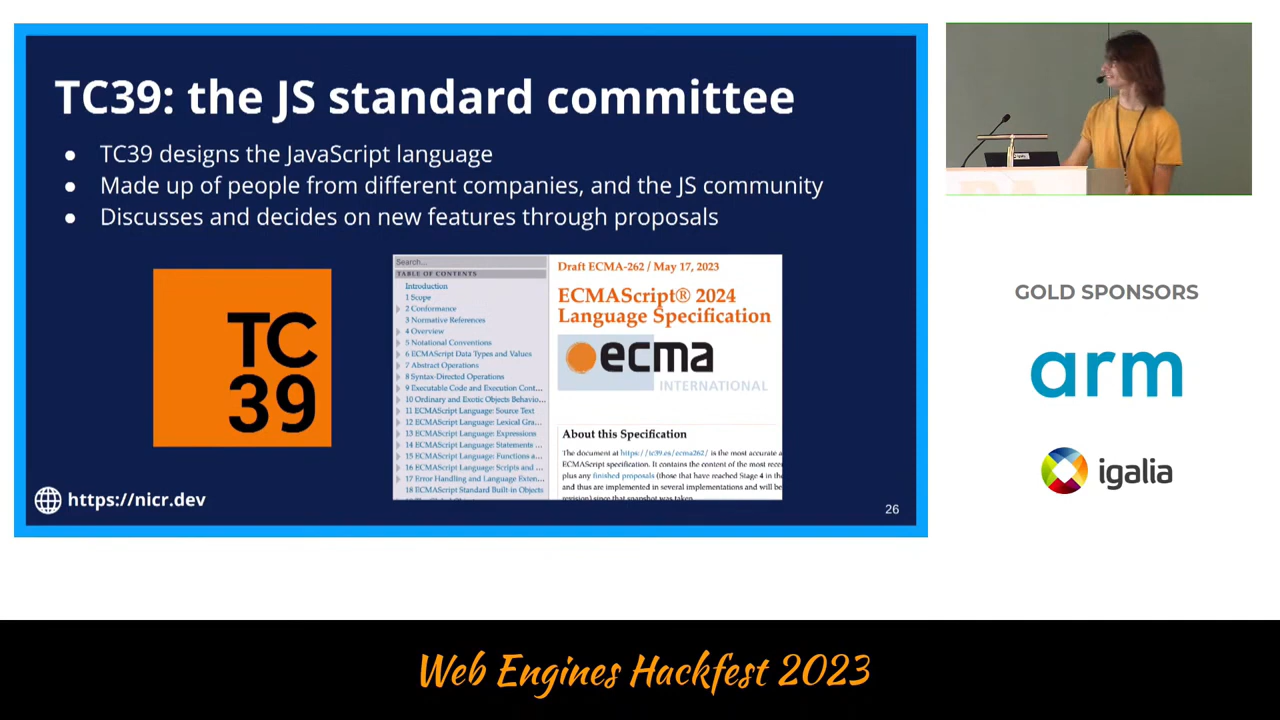 TC39: the JS standard committee
● TC39 designs the JavaScript language
● Made up of people from different companies, and the JS community
● Discusses and decides on new features through proposals
TC
39
Search...
TABLE OF CONTENTS
Introduction
1 Scope
2 Conformance
3 Normative References
4 Overview
5 Notational Conventions
6 ECMAScript Data Types and Values
7 Abstract Operations
8 Syntax-Directed Operations
9 Executable Code and Execution Cont...
10 Ordinary and Exotic Objects Behavio...
11 ECMAScript Language: Source Text
12 ECMAScript Language: Lexical Gra...
13 ECMAScript Language: Expressions
14 ECMAScript Language: Statements ...
15 ECMAScript Language: Functions a...
16 ECMAScript Language: Scripts and ...
17 Error Handling and Language Exten...
18 ECMAScript Standard Built-in Objects
Draft ECMA-262 / May 17, 2023
ECMAScript® 2024
Language Specification
ecma
INTERNATIONAL
About this Specification
The document at https://tc39.es/ecma262/ is the most accurate a
ECMAScript specification. It contains the content of the most rece
plus any finished proposals (those that have reached Stage 4 in the
and thus are implemented in several implementations and will be
revision) since that snapshot was taken.
https://nicr.dev
26
GOLD SPONSORS
arm
igalia
Web Engines Hackfest 2023